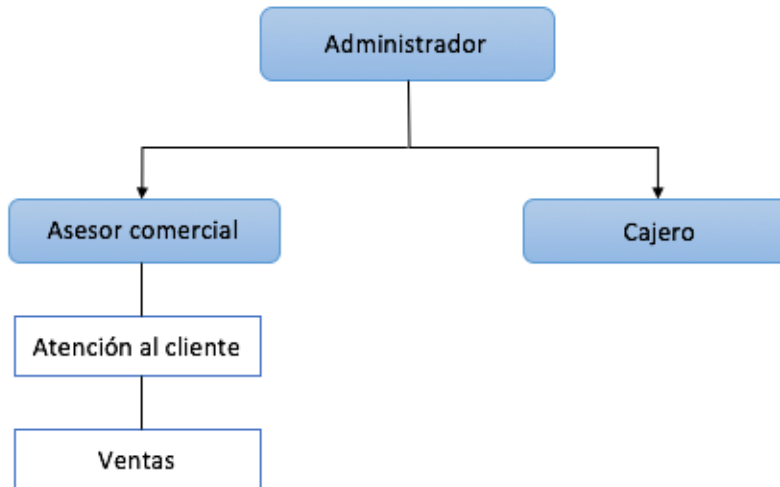 Administrador
Asesor comercial
Cajero
Atención al cliente
Ventas